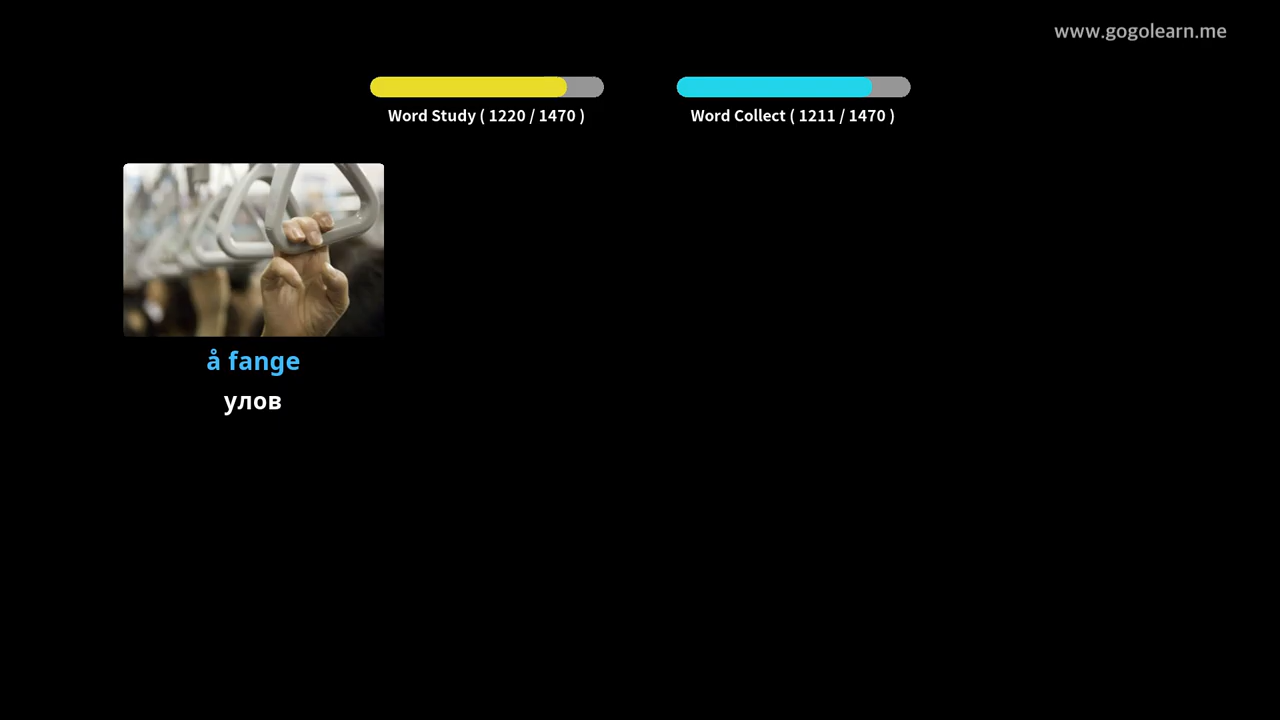 www.gogolearn.me
Word Study ( 1220 / 1470 )
Word Collect ( 1211 / 1470 )
å fange
улов